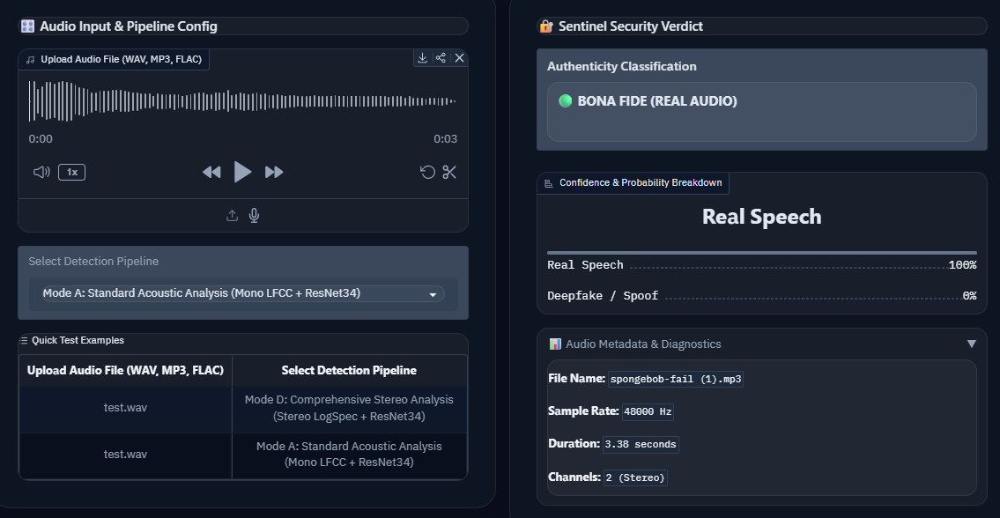 Audio Input & Pipeline Config
Upload Audio File (WAV, MP3, FLAC)
0:00
0:03
1x
Select Detection Pipeline
Mode A: Standard Acoustic Analysis (Mono LFCC + ResNet34)
Quick Test Examples
Upload Audio File (WAV, MP3, FLAC)
Select Detection Pipeline
test.wav
Mode D: Comprehensive Stereo Analysis
(Stereo LogSpec + ResNet34)
test.wav
Mode A: Standard Acoustic Analysis
(Mono LFCC + ResNet34)
Sentinel Security Verdict
Authenticity Classification
BONA FIDE (REAL AUDIO)
Confidence & Probability Breakdown
Real Speech
Real Speech 100%
Deepfake / Spoof 0%
Audio Metadata & Diagnostics
File Name: spongebob-fail (1).mp3
Sample Rate: 48000 Hz
Duration: 3.38 seconds
Channels: 2 (Stereo)